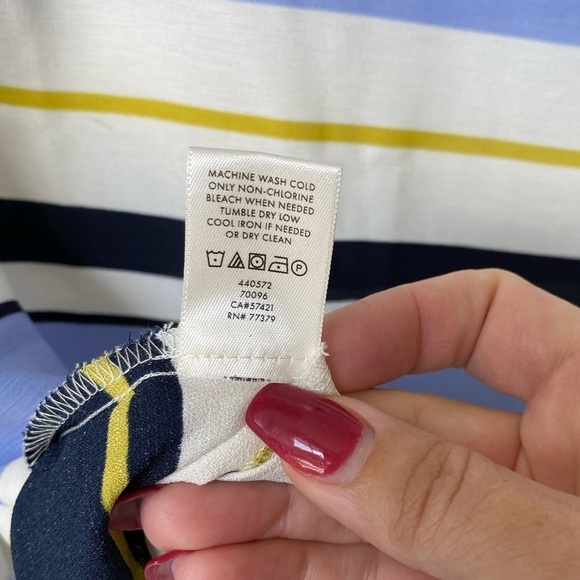 MACHINE WASH COLD
ONLY NON-CHLORINE
BLEACH WHEN NEEDED
TUMBLE DRY LOW
COOL IRON IF NEEDED
OR DRY CLEAN
P
440572
70096
CA#57421
RN# 77379